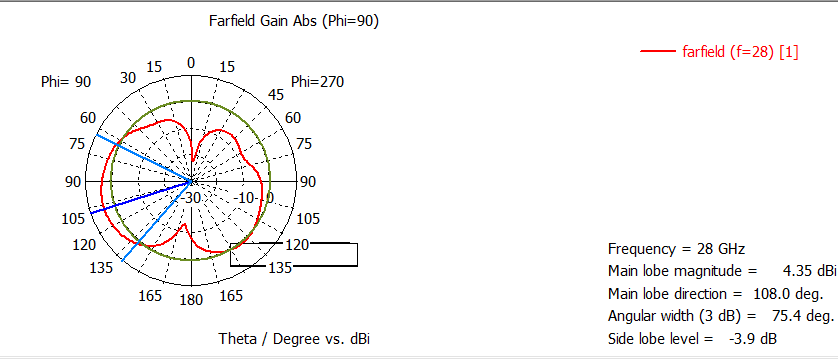 Farfield Gain Abs (Phi=90)
farfield (f=28) [1]
Phi= 90
30
15
0
15
Phi=270
45
60
60
75
75
90
-30
-10
0
90
105
105
120
120
135
135
165
180
165
Frequency = 28 GHz
Main lobe magnitude = 4.35 dBi
Main lobe direction = 108.0 deg.
Angular width (3 dB) = 75.4 deg.
Side lobe level = -3.9 dB
Theta / Degree vs. dBi